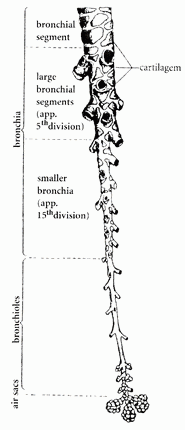 bronchial
segment
large
bronchial
segments
(app.
5th division)
cartilagem
smaller
bronchia
(app.
15th division)
bronchia
bronchioles
air sacs